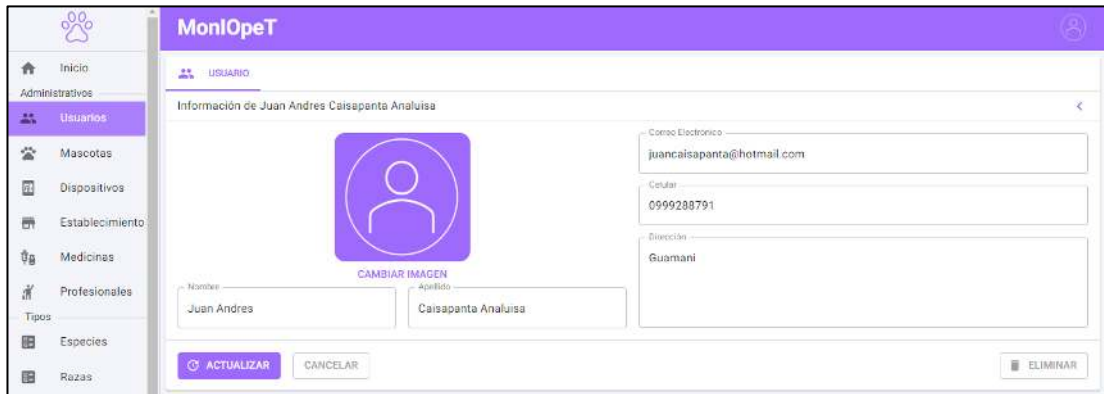 MonIOpeT
Inicio
Administrativos
Usuarios
Mascotas
Dispositivos
Establecimiento
Medicinas
Profesionales
Tipos
Especies
Razas
USUARIO
Información de Juan Andres Caisapanta Analuisa
CAMBIAR IMAGEN
Nombre
Juan Andres
Apellido
Caisapanta Analuisa
Correo Electrónico
juancaisapanta@hotmail.com
Celular
0999288791
Dirección
Guamani
ACTUALIZAR
CANCELAR
ELIMINAR